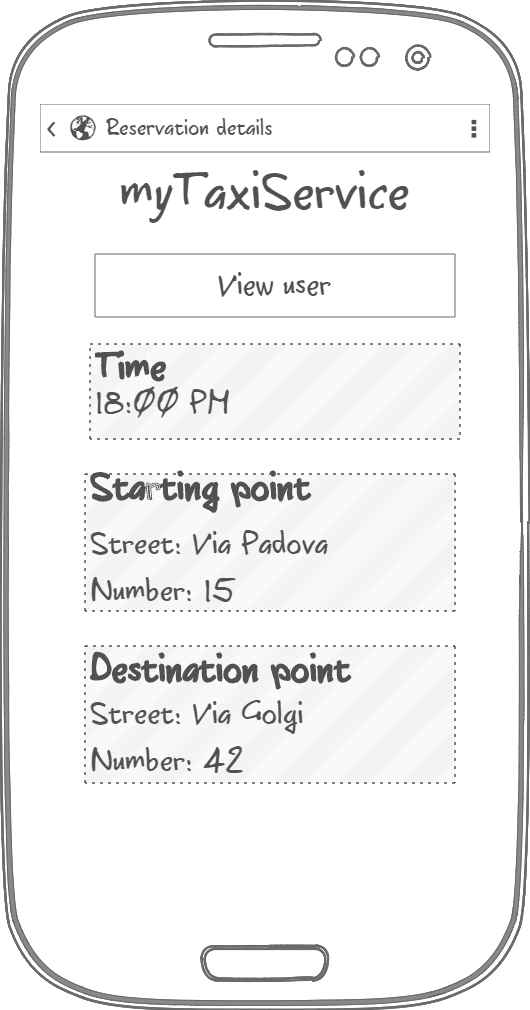 Reservation details
myTaxiService
View user
Time
18:00 PM
Starting point
Street: Via Padova
Number: 15
Destination point
Street: Via Golgi
Number: 42